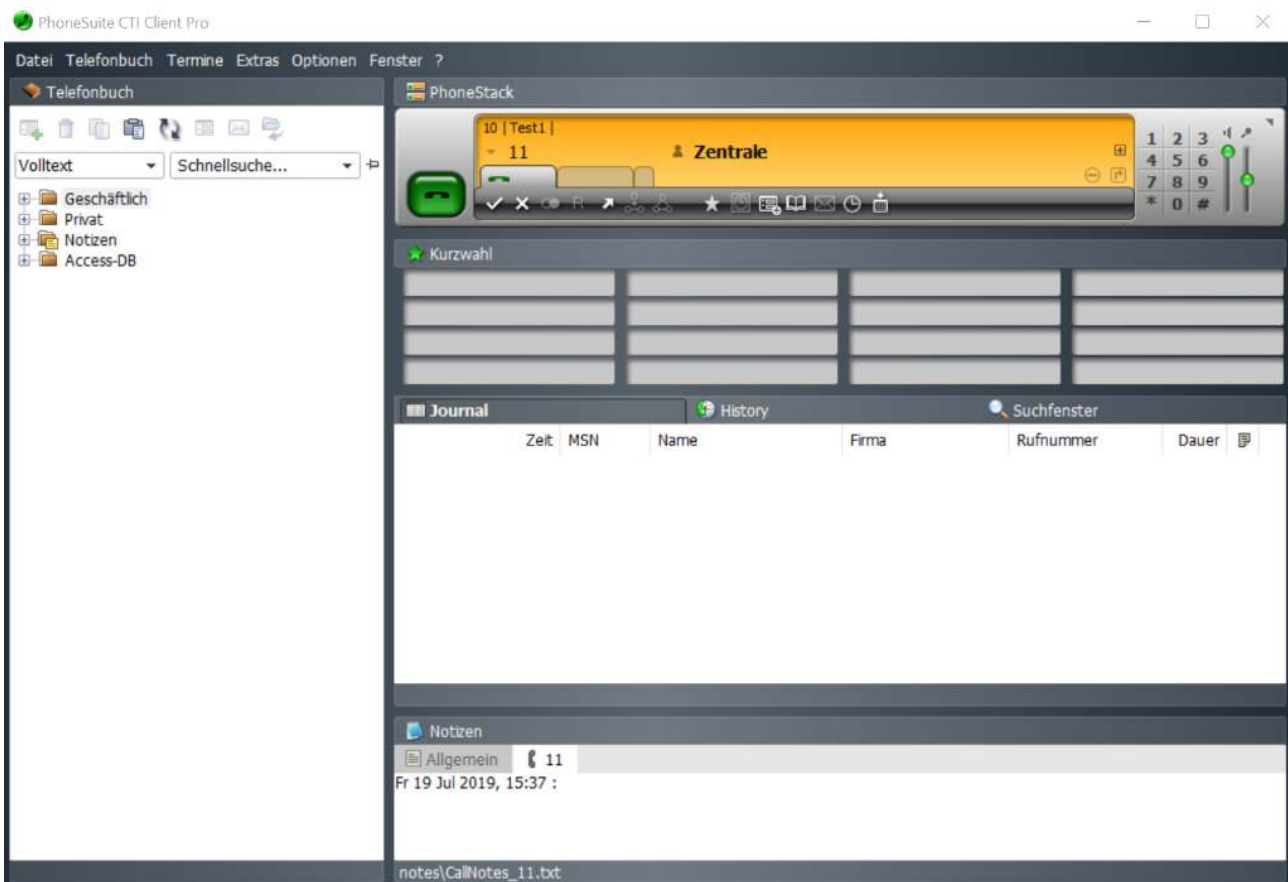 PhoneSuite CTI Client Pro
Datei Telefonbuch Termine Extras Optionen Fenster ?
Telefonbuch
Volltext Schnellsuche...
Geschäftlich
Privat
Notizen
Access-DB
PhoneStack
10 | Test1 |
11 Zentrale
R
1 2 3
4 5 6
7 8 9
* 0 #
Kurzwahl
Journal History Suchfenster
Zeit MSN Name Firma Rufnummer Dauer
Notizen
Allgemein 11
Fr 19 Jul 2019, 15:37 :
notes\CallNotes_11.txt